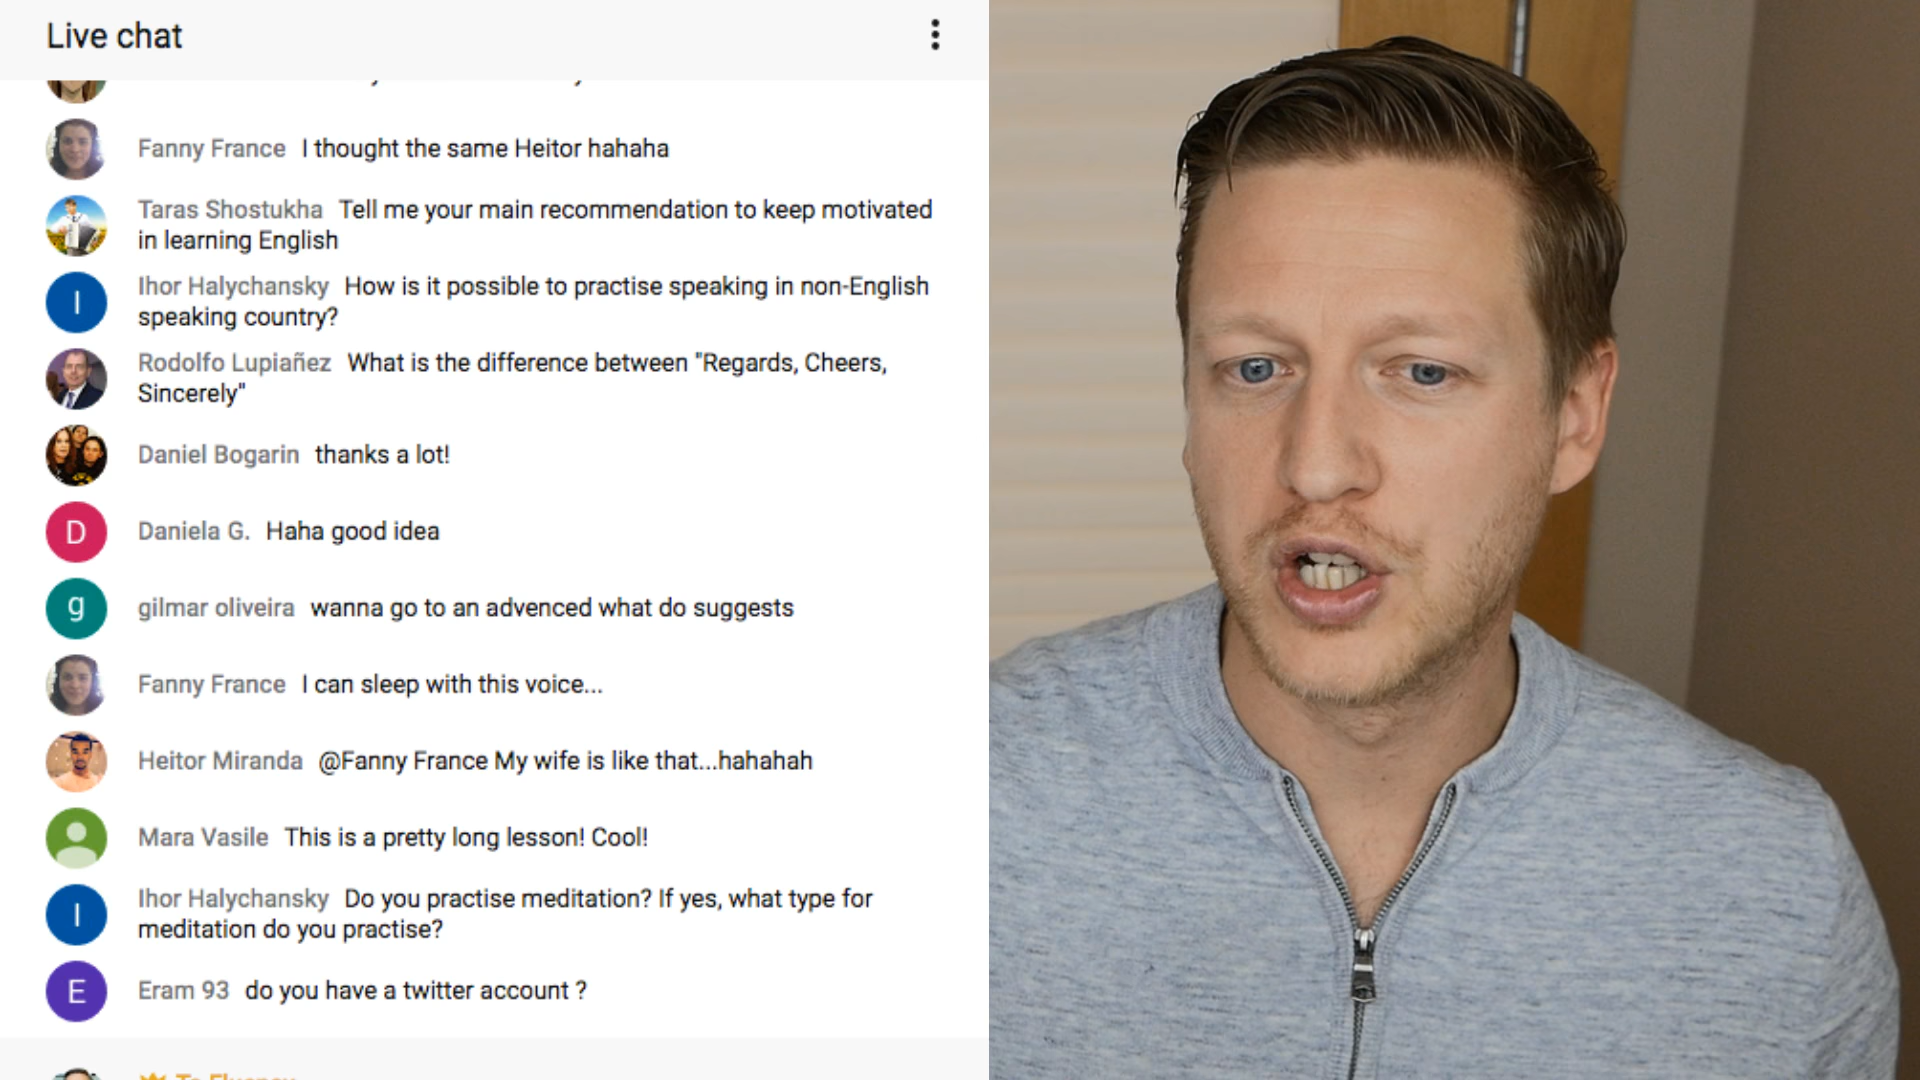 Live chat
Fanny France I thought the same Heitor hahaha
Taras Shostukha Tell me your main recommendation to keep motivated
in learning English
Ihor Halychansky How is it possible to practise speaking in non-English
speaking country?
I
Rodolfo Lupiañez What is the difference between "Regards, Cheers,
Sincerely"
Daniel Bogarin thanks a lot!
D Daniela G. Haha good idea
g gilmar oliveira wanna go to an advenced what do suggests
Fanny France I can sleep with this voice...
Heitor Miranda @Fanny France My wife is like that...hahahah
Mara Vasile This is a pretty long lesson! Cool!
Ihor Halychansky Do you practise meditation? If yes, what type for
meditation do you practise?
I
E Eram 93 do you have a twitter account ?